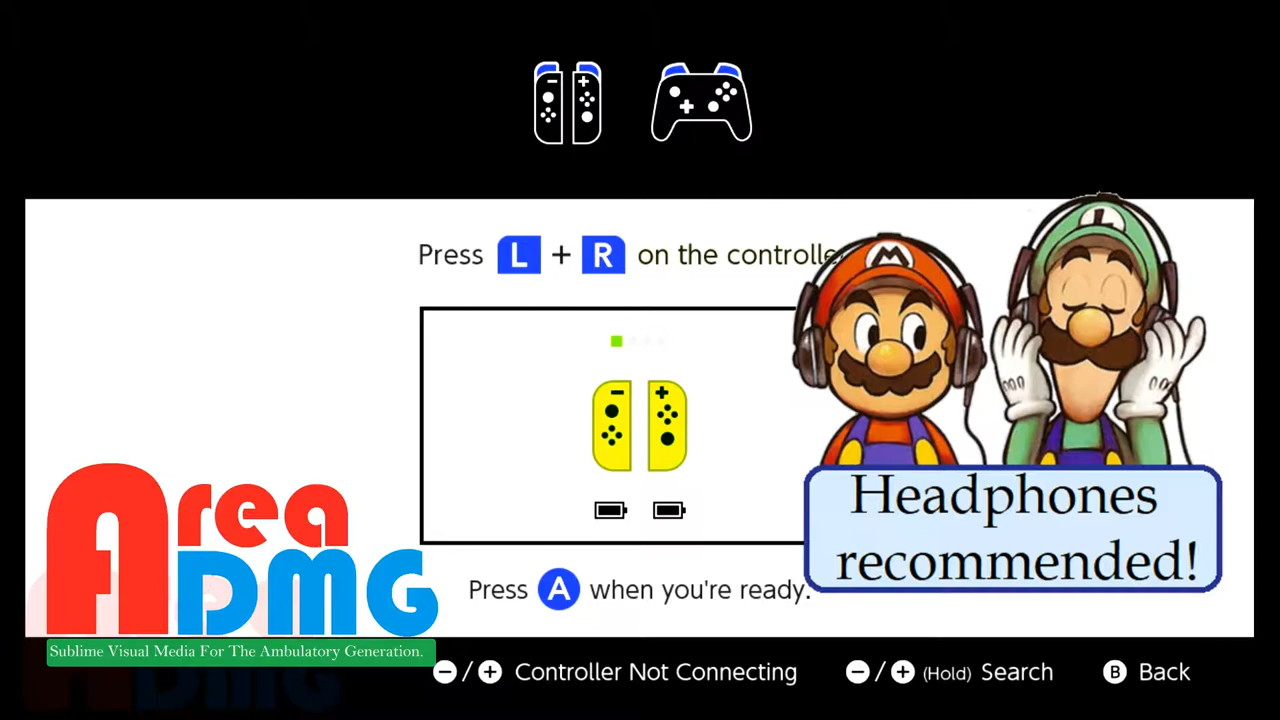 Press L + R on the controlle
Press A when you're ready.
Headphones
recommended!
Area
DMG
Sublime Visual Media For The Ambulatory Generation.
-/+ Controller Not Connecting
-/+ (Hold) Search
B Back